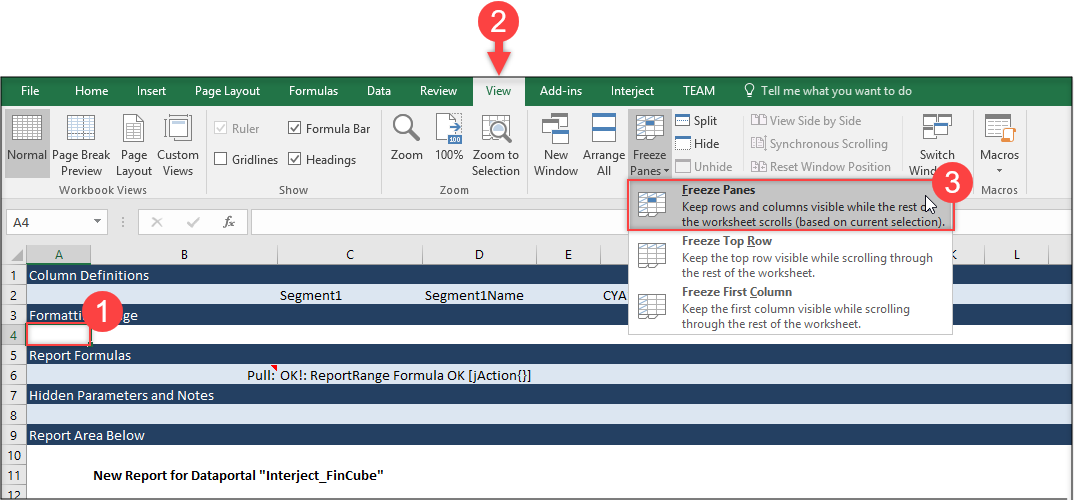 2
File Home Insert Page Layout Formulas Data Review View Add-ins Interject TEAM Tell me what you want to do
Normal Page Break Preview Page Layout Custom Views
Workbook Views
Ruler Formula Bar
Gridlines Headings
Show
Zoom 100% Zoom to Selection
Zoom
New Window Arrange All Freeze Panes
Split
Hide
Unhide
View Side by Side
Synchronous Scrolling
Reset Window Position
Switch
Macros
Macros
3
Freeze Panes
Keep rows and columns visible while the rest
the worksheet scrolls (based on current selection).
Freeze Top Row
Keep the top row visible while scrolling through
the rest of the worksheet.
Freeze First Column
Keep the first column visible while scrolling
through the rest of the worksheet.
A4 fx
A B C D E K L
1 Column Definitions
2 Segment1 Segment1Name CYA
3
1
4
5 Report Formulas
6 Pull: OK!: ReportRange Formula OK [jAction{}]
7 Hidden Parameters and Notes
8
9 Report Area Below
10
11 New Report for Dataportal "Interject_FinCube"
12